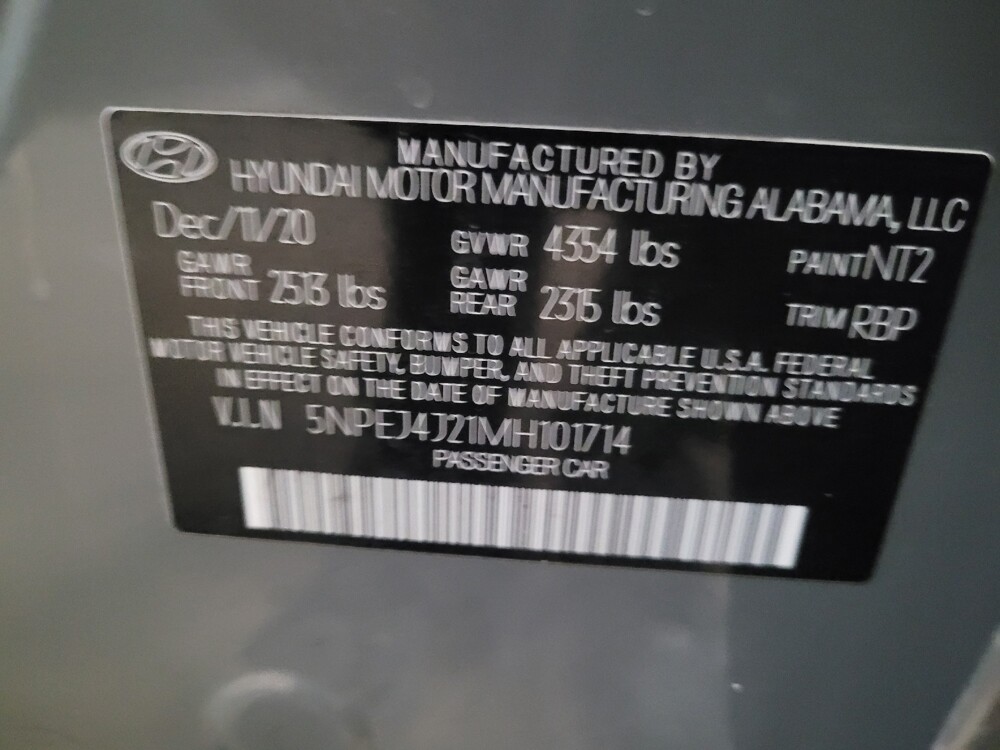 MANUFACTURED BY
HYUNDAI MOTOR MANUFACTURING ALABAMA, LLC
Dec/11/20 GVWR 4354 lbs PAINT NT2
GAWR FRONT 2513 lbs GAWR REAR 2315 lbs TRIM RBP
THIS VEHICLE CONFORMS TO ALL APPLICABLE U.S.A. FEDERAL
MOTOR VEHICLE SAFETY, BUMPER, AND THEFT PREVENTION STANDARDS
IN EFFECT ON THE DATE OF MANUFACTURE SHOWN ABOVE
V.I.N 5NPEJ4J21MH101714
PASSENGER CAR